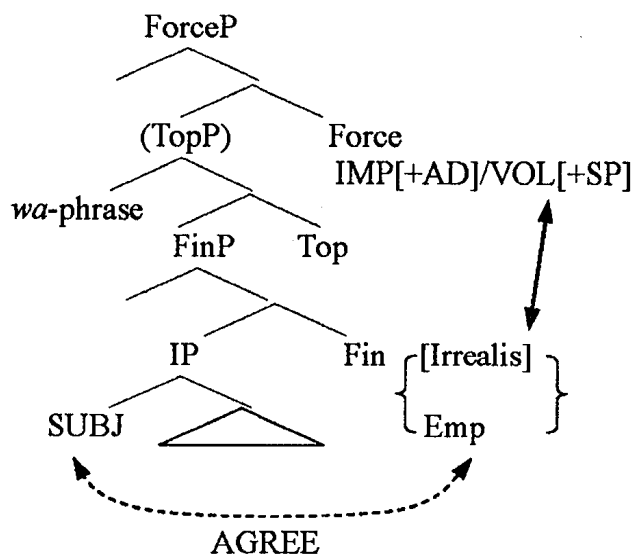 ForceP
(TopP) Force
IMP[+AD]/VOL[+SP]
wa-phrase
FinP Top
IP Fin [Irrealis]
SUBJ Emp
AGREE